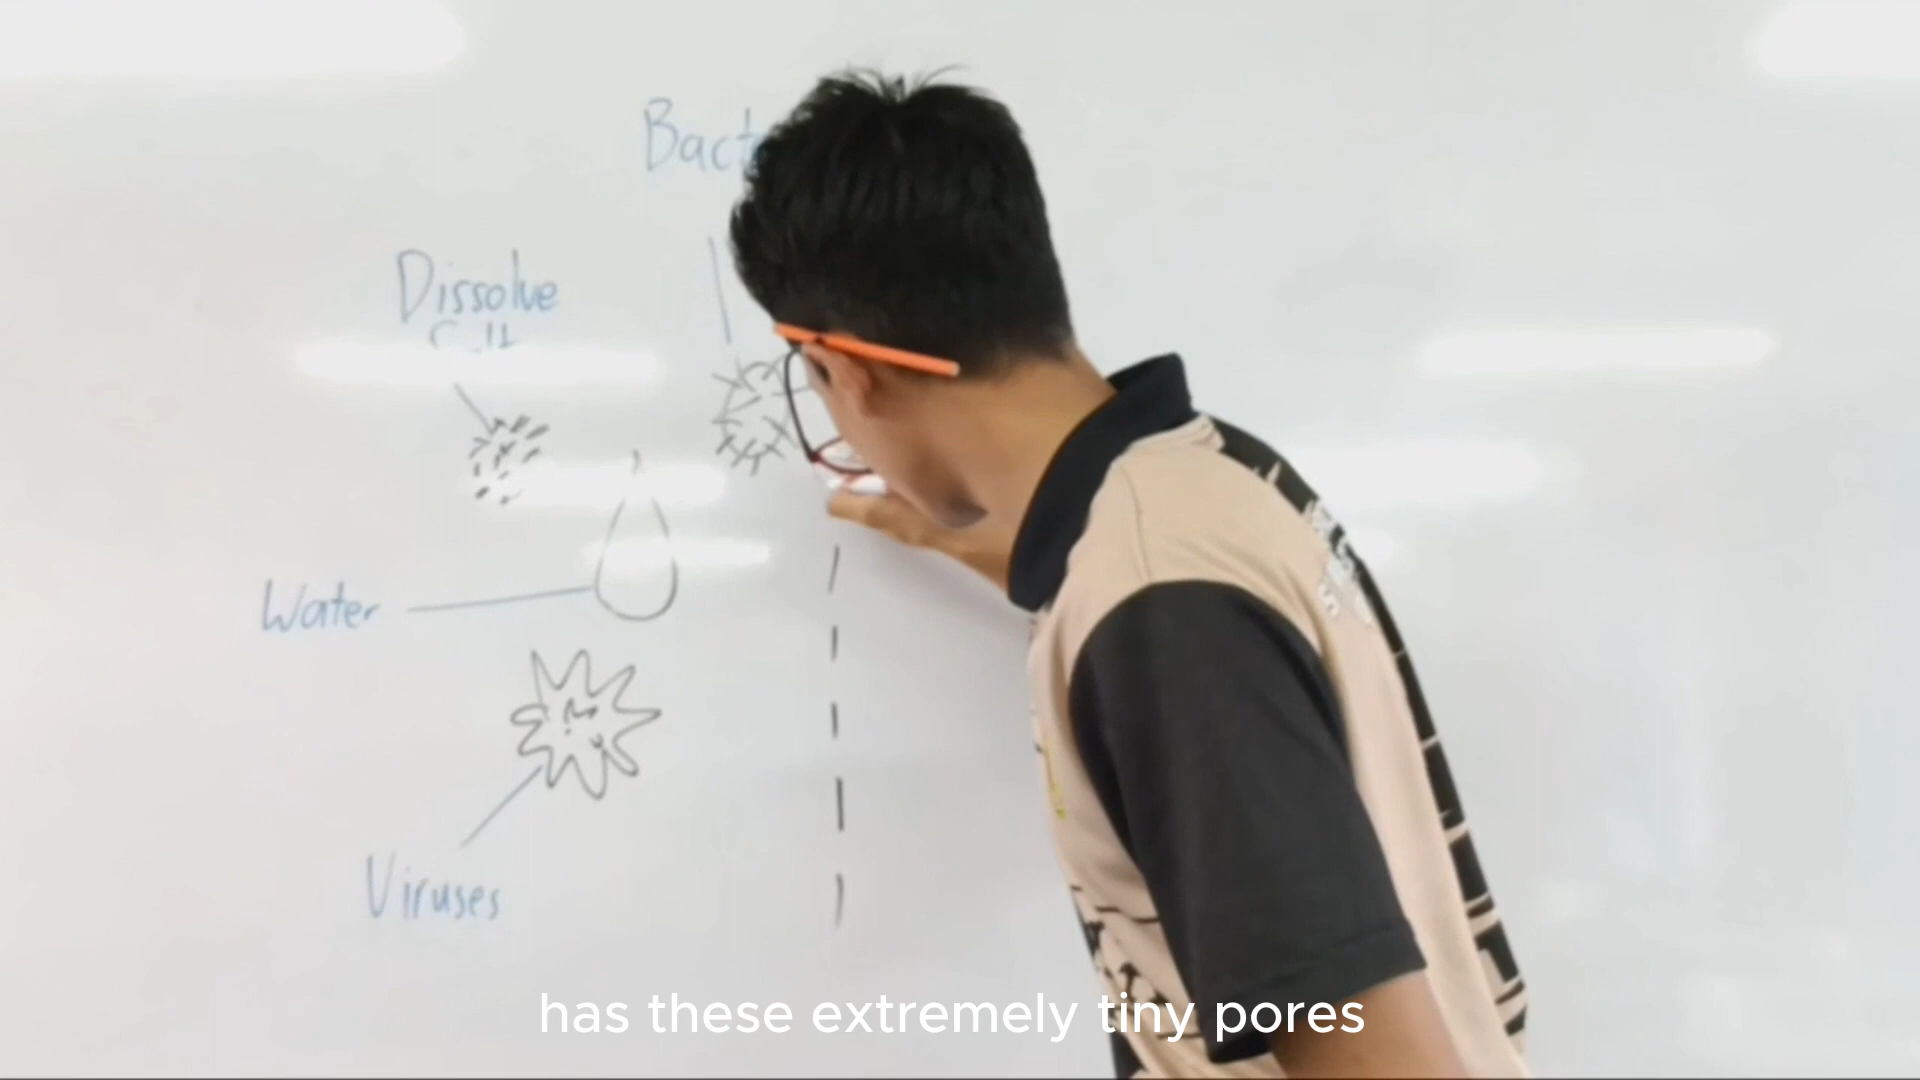 Bact
Dissolve
Water
Viruses
has these extremely tiny pores